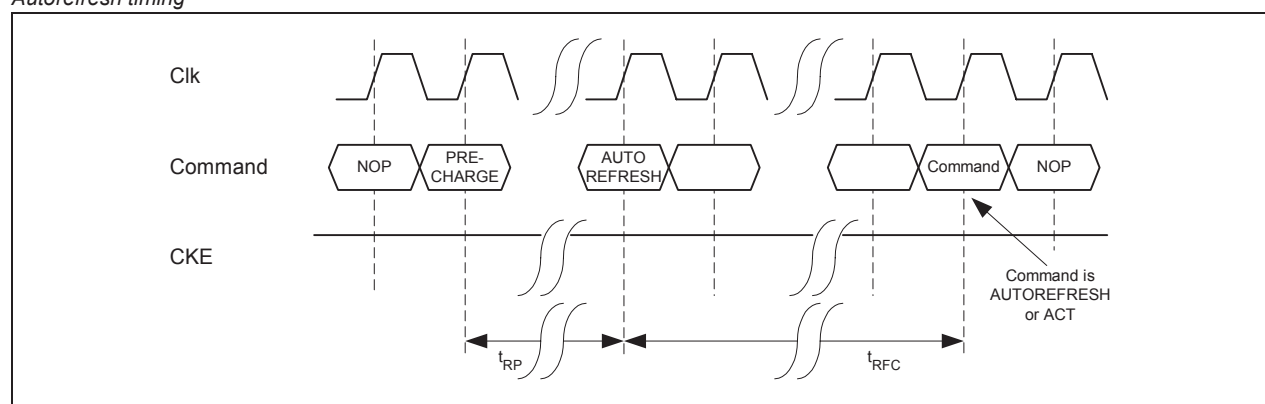 Autorefresh timing
Clk
Command
NOP
PRE-
CHARGE
AUTO
REFRESH
Command
NOP
CKE
Command is
AUTOREFRESH
or ACT
tRP
tRFC